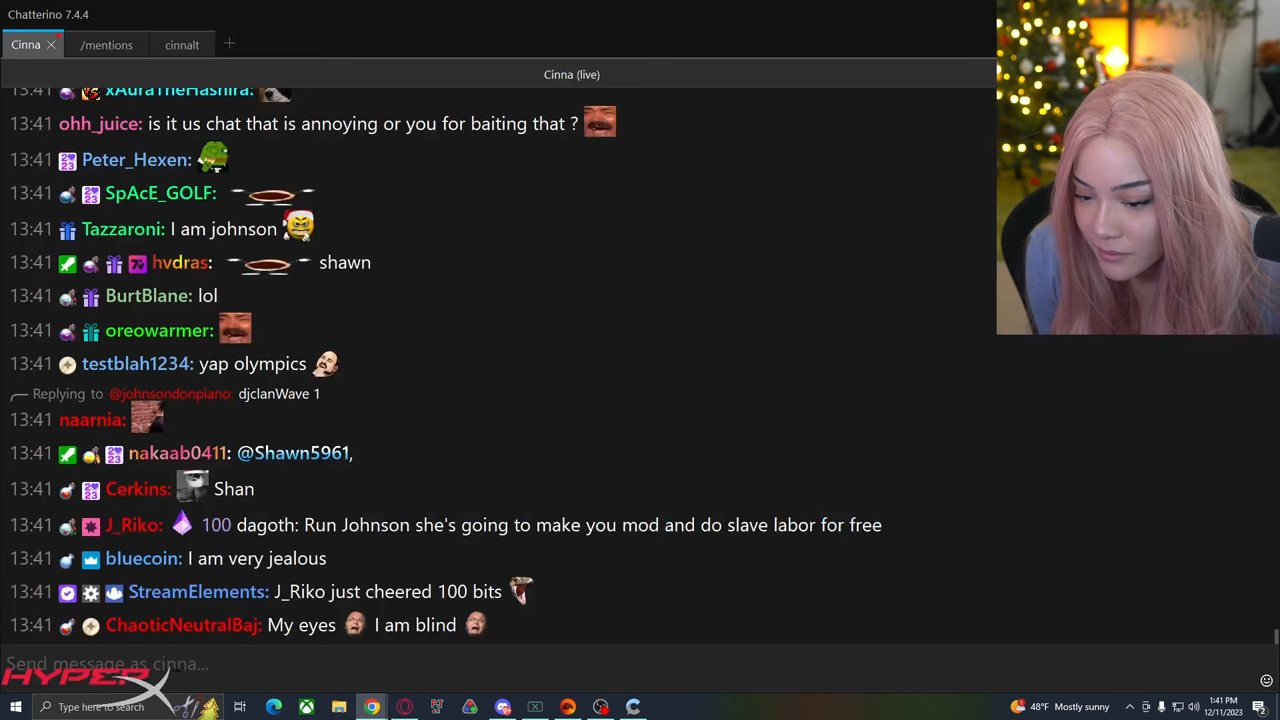 Chatterino 7.4.4
Cinna
/mentions
cinnalt
Cinna (live)
13:41 xAuraTheHashira:
13:41 ohh_juice: is it us chat that is annoying or you for baiting that ?
13:41 Peter_Hexen:
13:41 SpAcE_GOLF:
13:41 Tazzaroni: I am johnson
13:41 hvdras: shawn
13:41 BurtBlane: lol
13:41 oreowarmer:
13:41 testblah1234: yap olympics
Replying to @johnsondonpiano: djclanWave 1
13:41 naarnia:
13:41 nakaab0411: @Shawn5961,
13:41 Cerkins: Shan
13:41 J_Riko: 100 dagoth: Run Johnson she's going to make you mod and do slave labor for free
13:41 bluecoin: I am very jealous
13:41 StreamElements: J_Riko just cheered 100 bits
13:41 ChaoticNeutralBaj: My eyes I am blind
Send message as cinna...
HYPERX
Type here to search
48°F Mostly sunny
1:41 PM
12/11/2023